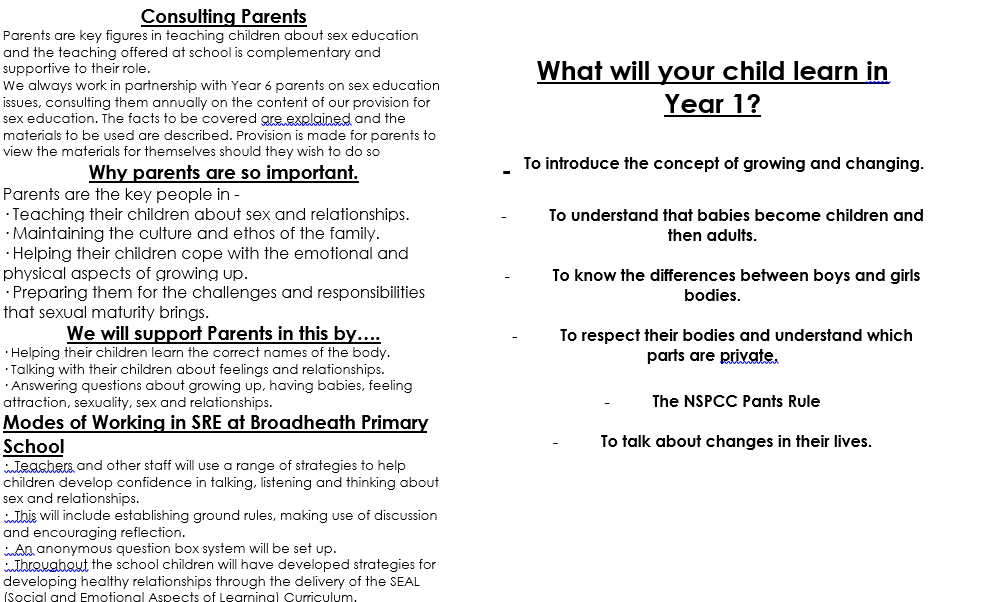 Consulting Parents
Parents are key figures in teaching children about sex education
and the teaching offered at school is complementary and
supportive to their role.
We always work in partnership with Year 6 parents on sex education
issues, consulting them annually on the content of our provision for
sex education. The facts to be covered are explained and the
materials to be used are described. Provision is made for parents to
view the materials for themselves should they wish to do so
Why parents are so important.
Parents are the key people in -
· Teaching their children about sex and relationships.
· Maintaining the culture and ethos of the family.
· Helping their children cope with the emotional and
physical aspects of growing up.
· Preparing them for the challenges and responsibilities
that sexual maturity brings.
We will support Parents in this by….
· Helping their children learn the correct names of the body.
· Talking with their children about feelings and relationships.
· Answering questions about growing up, having babies, feeling
attraction, sexuality, sex and relationships.
Modes of Working in SRE at Broadheath Primary
School
· Teachers and other staff will use a range of strategies to help
children develop confidence in talking, listening and thinking about
sex and relationships.
· This will include establishing ground rules, making use of discussion
and encouraging reflection.
· An anonymous question box system will be set up.
· Throughout the school children will have developed strategies for
developing healthy relationships through the delivery of the SEAL
(Social and Emotional Aspects of Learning) Curriculum.
What will your child learn in
Year 1?
- To introduce the concept of growing and changing.
- To understand that babies become children and
then adults.
- To know the differences between boys and girls
bodies.
- To respect their bodies and understand which
parts are private.
- The NSPCC Pants Rule
- To talk about changes in their lives.